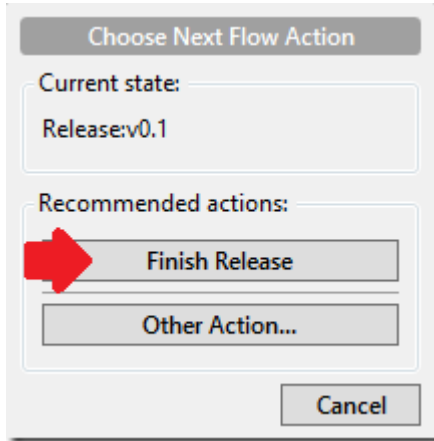 Choose Next Flow Action
Current state:
Release:v0.1
Recommended actions:
Finish Release
Other Action...
Cancel